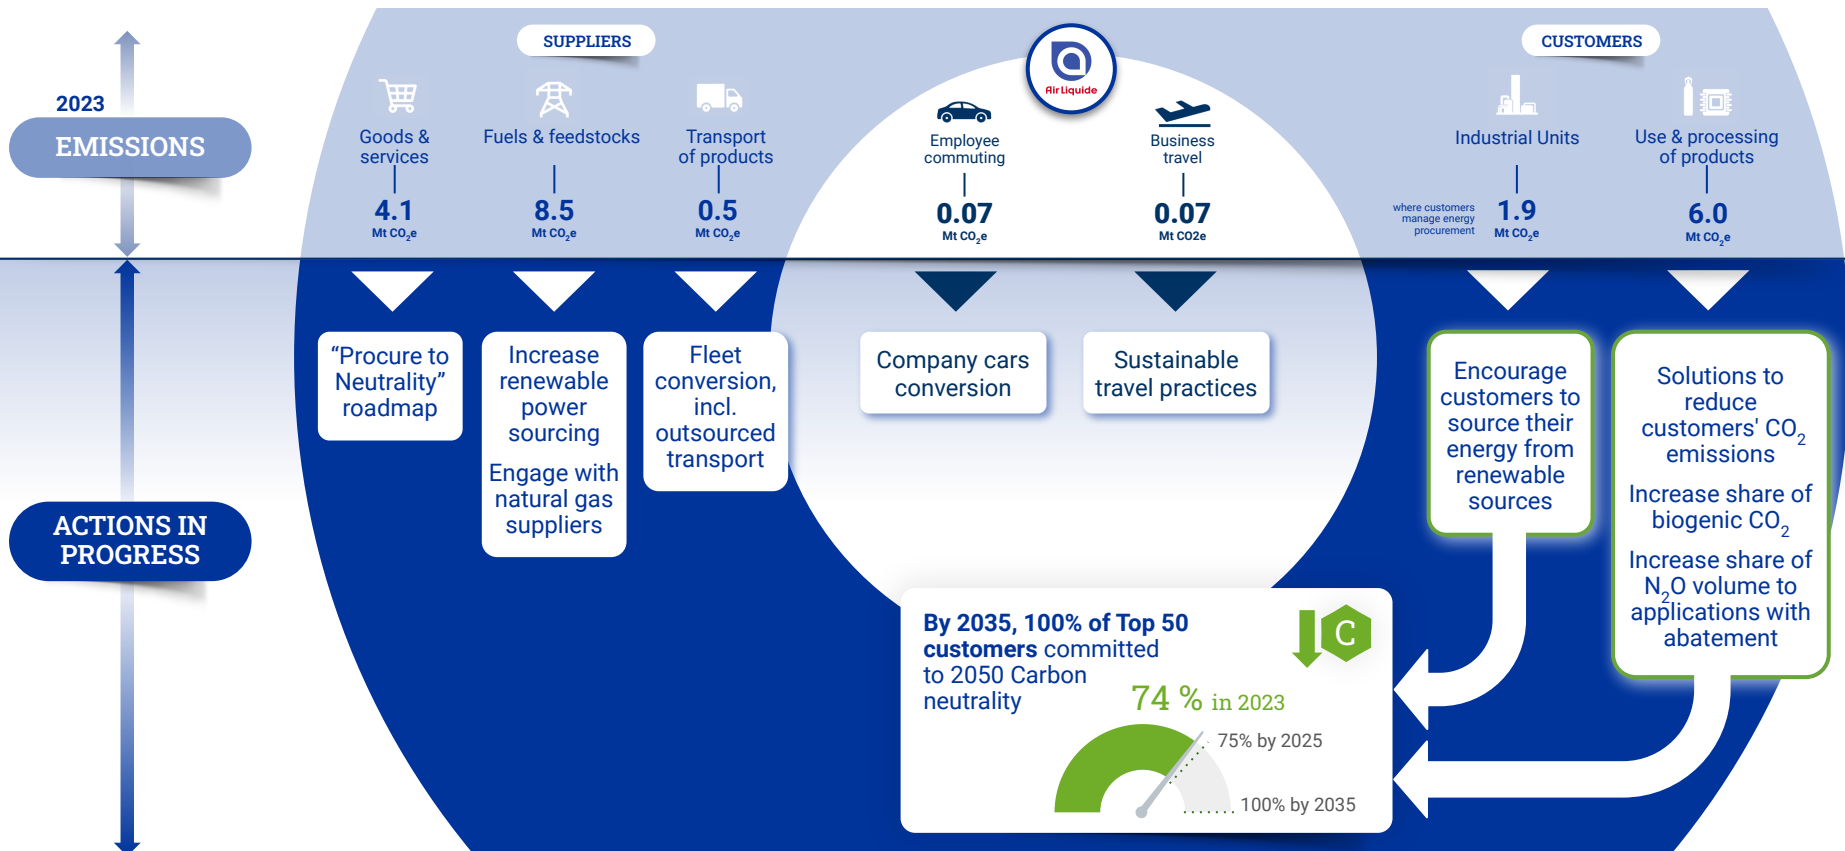 2023
EMISSIONS
SUPPLIERS
Goods &
services
4.1
Mt CO₂e
Fuels & feedstocks
8.5
Mt CO₂e
Transport
of products
0.5
Mt CO₂e
Air Liquide
Employee
commuting
0.07
Mt CO₂e
Business
travel
0.07
Mt CO2e
CUSTOMERS
Industrial Units
where customers
manage energy
procurement
1.9
Mt CO₂e
Use & processing
of products
6.0
Mt CO₂e
ACTIONS IN
PROGRESS
“Procure to
Neutrality”
roadmap
Increase
renewable
power
sourcing
Engage with
natural gas
suppliers
Fleet
conversion,
incl.
outsourced
transport
Company cars
conversion
Sustainable
travel practices
Encourage
customers to
source their
energy from
renewable
sources
Solutions to
reduce
customers' CO₂
emissions
Increase share of
biogenic CO₂
Increase share of
N₂O volume to
applications with
abatement
By 2035, 100% of Top 50
customers committed
to 2050 Carbon
neutrality
C
74 % in 2023
75% by 2025
100% by 2035